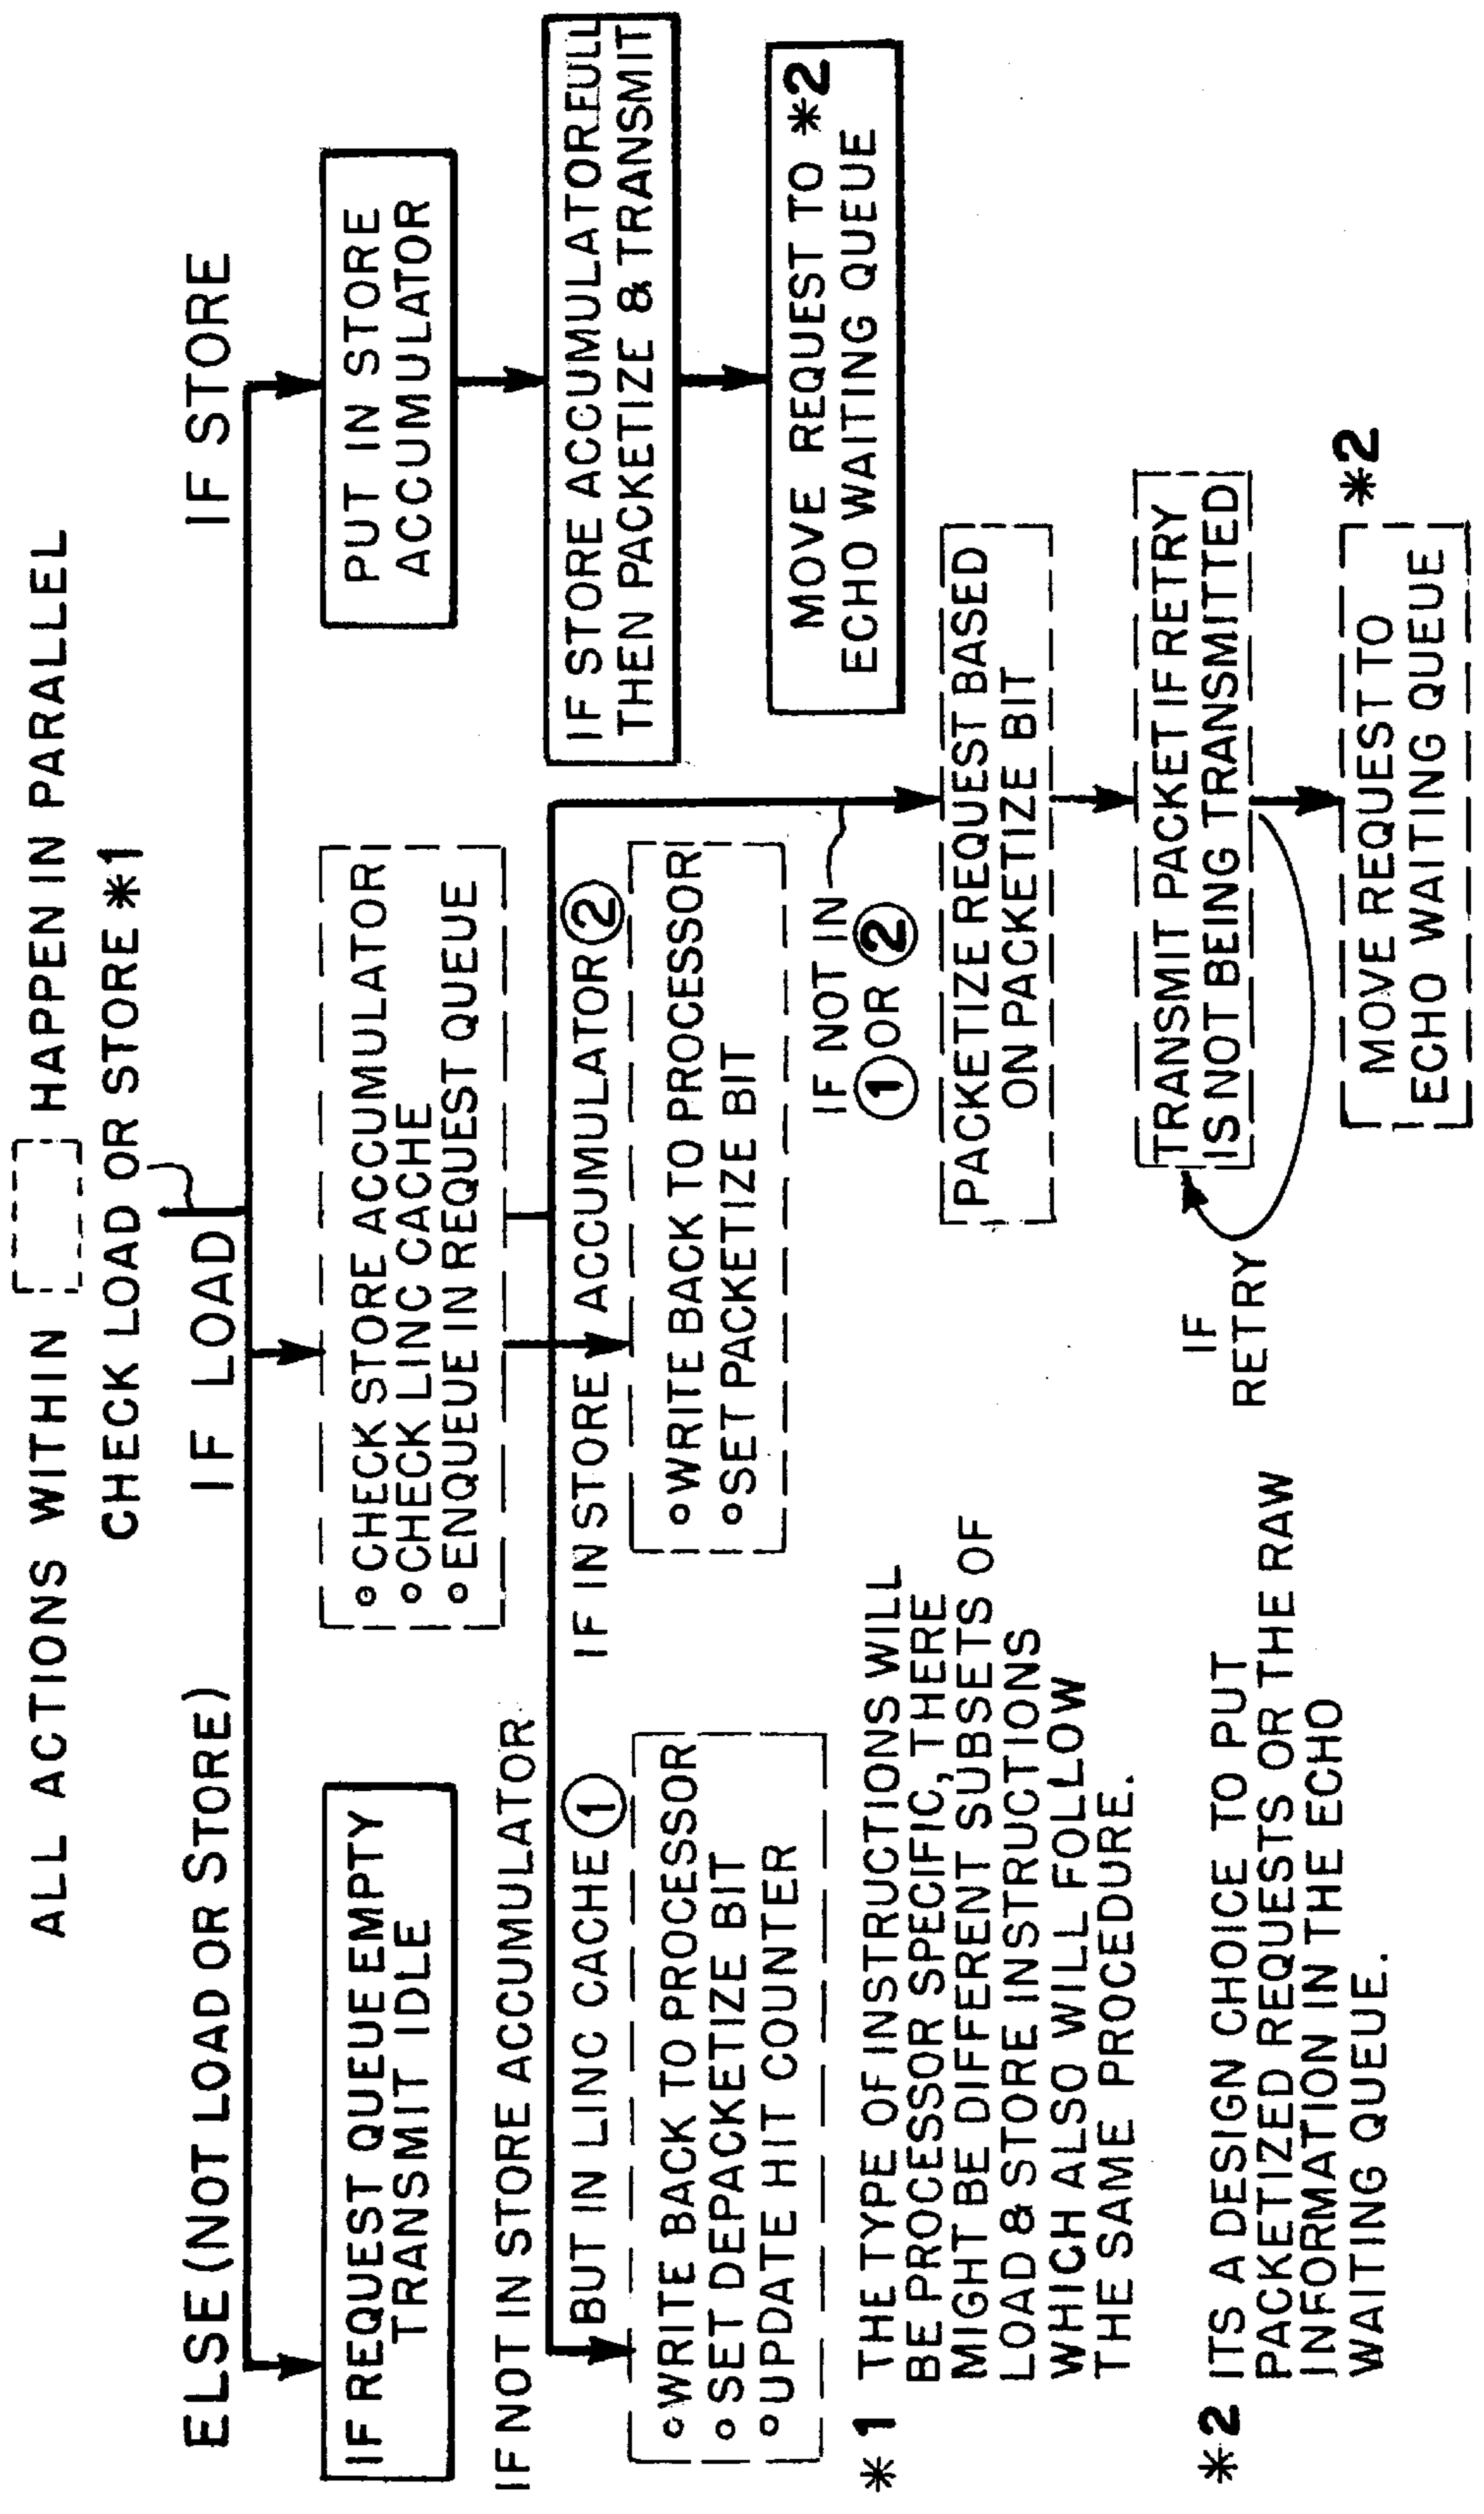 ALL ACTIONS WITHIN HAPPEN IN PARALLEL
CHECK LOAD OR STORE *1
ELSE (NOT LOAD OR STORE)
IF LOAD
IF STORE
IF REQUEST QUEUE EMPTY
TRANSMIT IDLE
° CHECK STORE ACCUMULATOR
° CHECK LINC CACHE
° ENQUEUE IN REQUEST QUEUE
PUT IN STORE
ACCUMULATOR
IF STORE ACCUMULATOR FULL
THEN PACKETIZE & TRANSMIT
MOVE REQUEST TO *2
ECHO WAITING QUEUE
IF NOT IN STORE ACCUMULATOR
BUT IN LINC CACHE ①
° WRITE BACK TO PROCESSOR
° SET DEPACKETIZE BIT
° UPDATE HIT COUNTER
IF IN STORE ACCUMULATOR ②
° WRITE BACK TO PROCESSOR
° SET PACKETIZE BIT
IF NOT IN
① OR ②
PACKETIZE REQUEST BASED
ON PACKETIZE BIT
TRANSMIT PACKET IF RETRY
IS NOT BEING TRANSMITTED
IF
RETRY
MOVE REQUEST TO *2
ECHO WAITING QUEUE
*1 THE TYPE OF INSTRUCTIONS WILL
BE PROCESSOR SPECIFIC, THERE
MIGHT BE DIFFERENT SUBSETS OF
LOAD & STORE INSTRUCTIONS
WHICH ALSO WILL FOLLOW
THE SAME PROCEDURE.
*2 ITS A DESIGN CHOICE TO PUT
PACKETIZED REQUESTS OR THE RAW
INFORMATION IN THE ECHO
WAITING QUEUE.